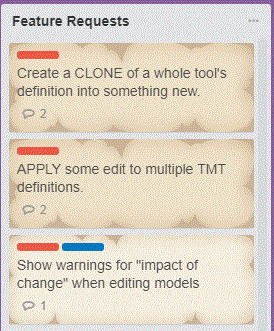 Feature Requests
Create a CLONE of a whole tool's
definition into something new.
2
APPLY some edit to multiple TMT
definitions.
2
Show warnings for "impact of
change" when editing models
1